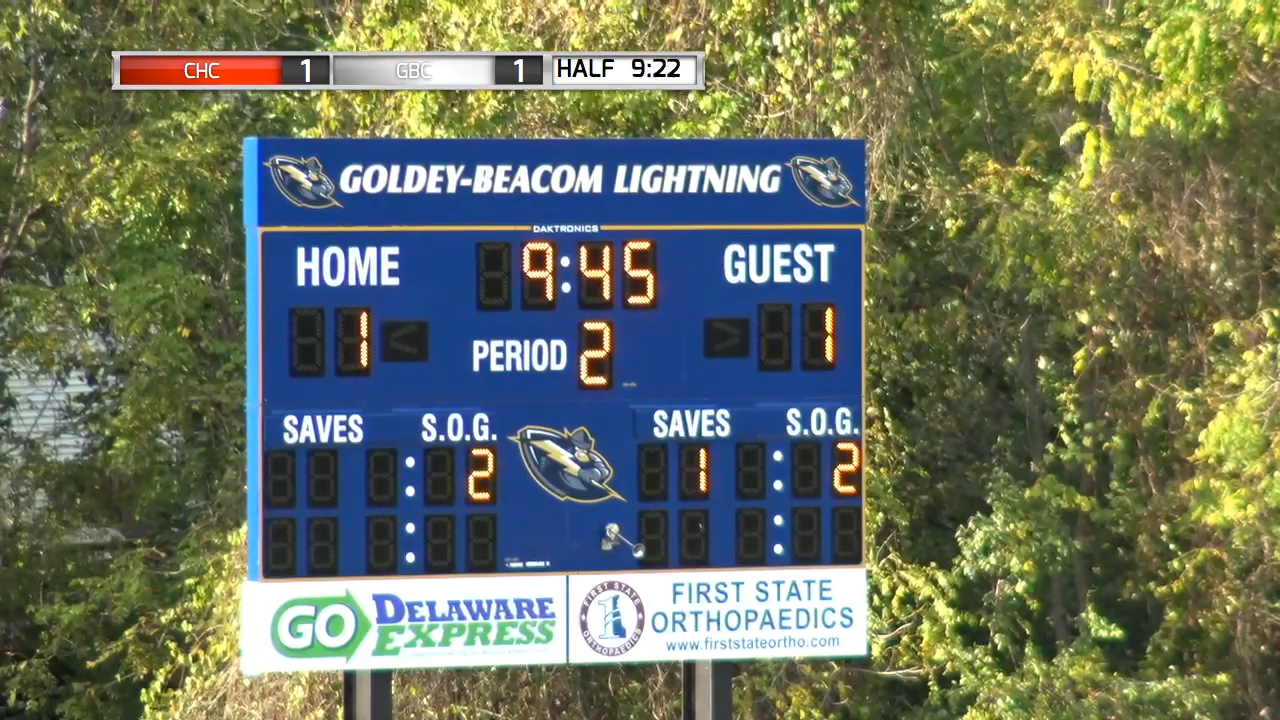 CHC 1 GBC 1 HALF 9:22
GOLDEY-BEACOM LIGHTNING
DAKTRONICS
HOME 9:45 GUEST
1 < PERIOD 2 > 1
SAVES S.O.G. SAVES S.O.G.
: 2 1 : 2
: :
GO DELAWARE EXPRESS
FIRST STATE ORTHOPAEDICS
1
FIRST STATE
ORTHOPAEDICS
www.firststateortho.com